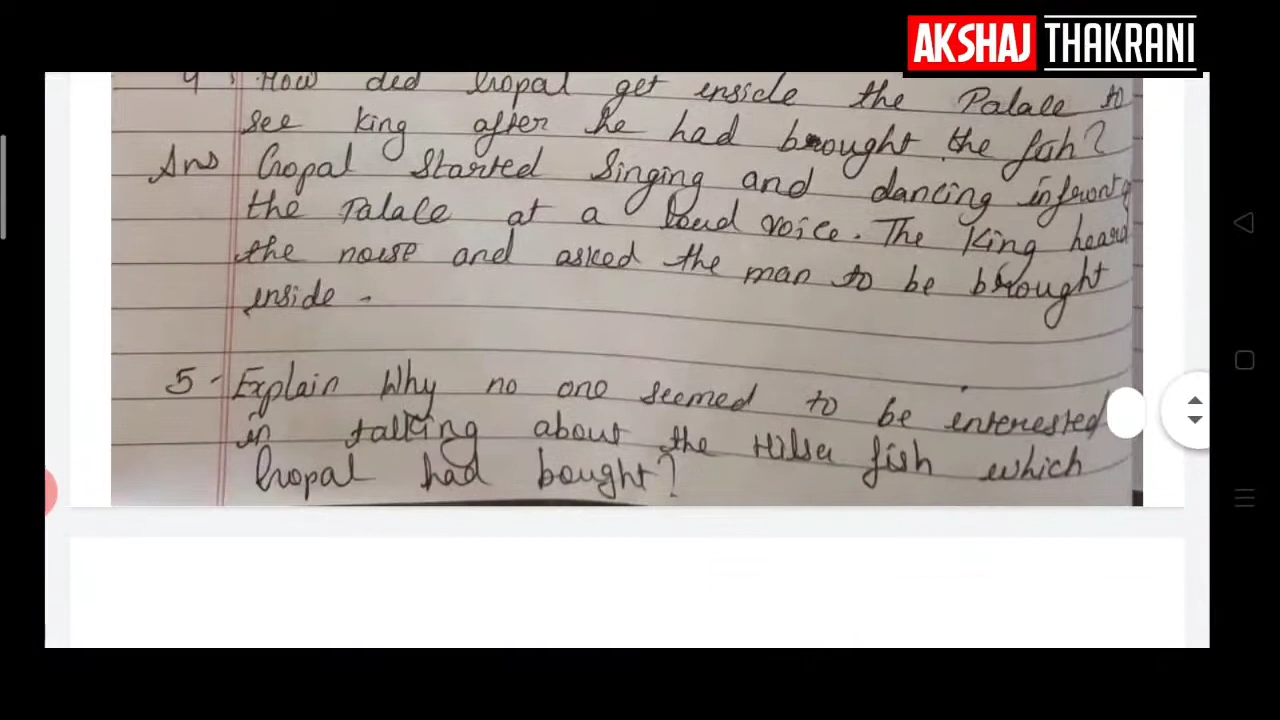 AKSHAJ THAKRANI
4. How did Gopal get inside the Palace to
see king after he had brought the fish?
Ans Gopal Started Singing and dancing infront of
the Palace at a loud voice. The King heard
the noise and asked the man to be brought
inside.
5- Explain Why no one seemed to be interested
in talking about the Hilsa fish which
Gopal had bought?